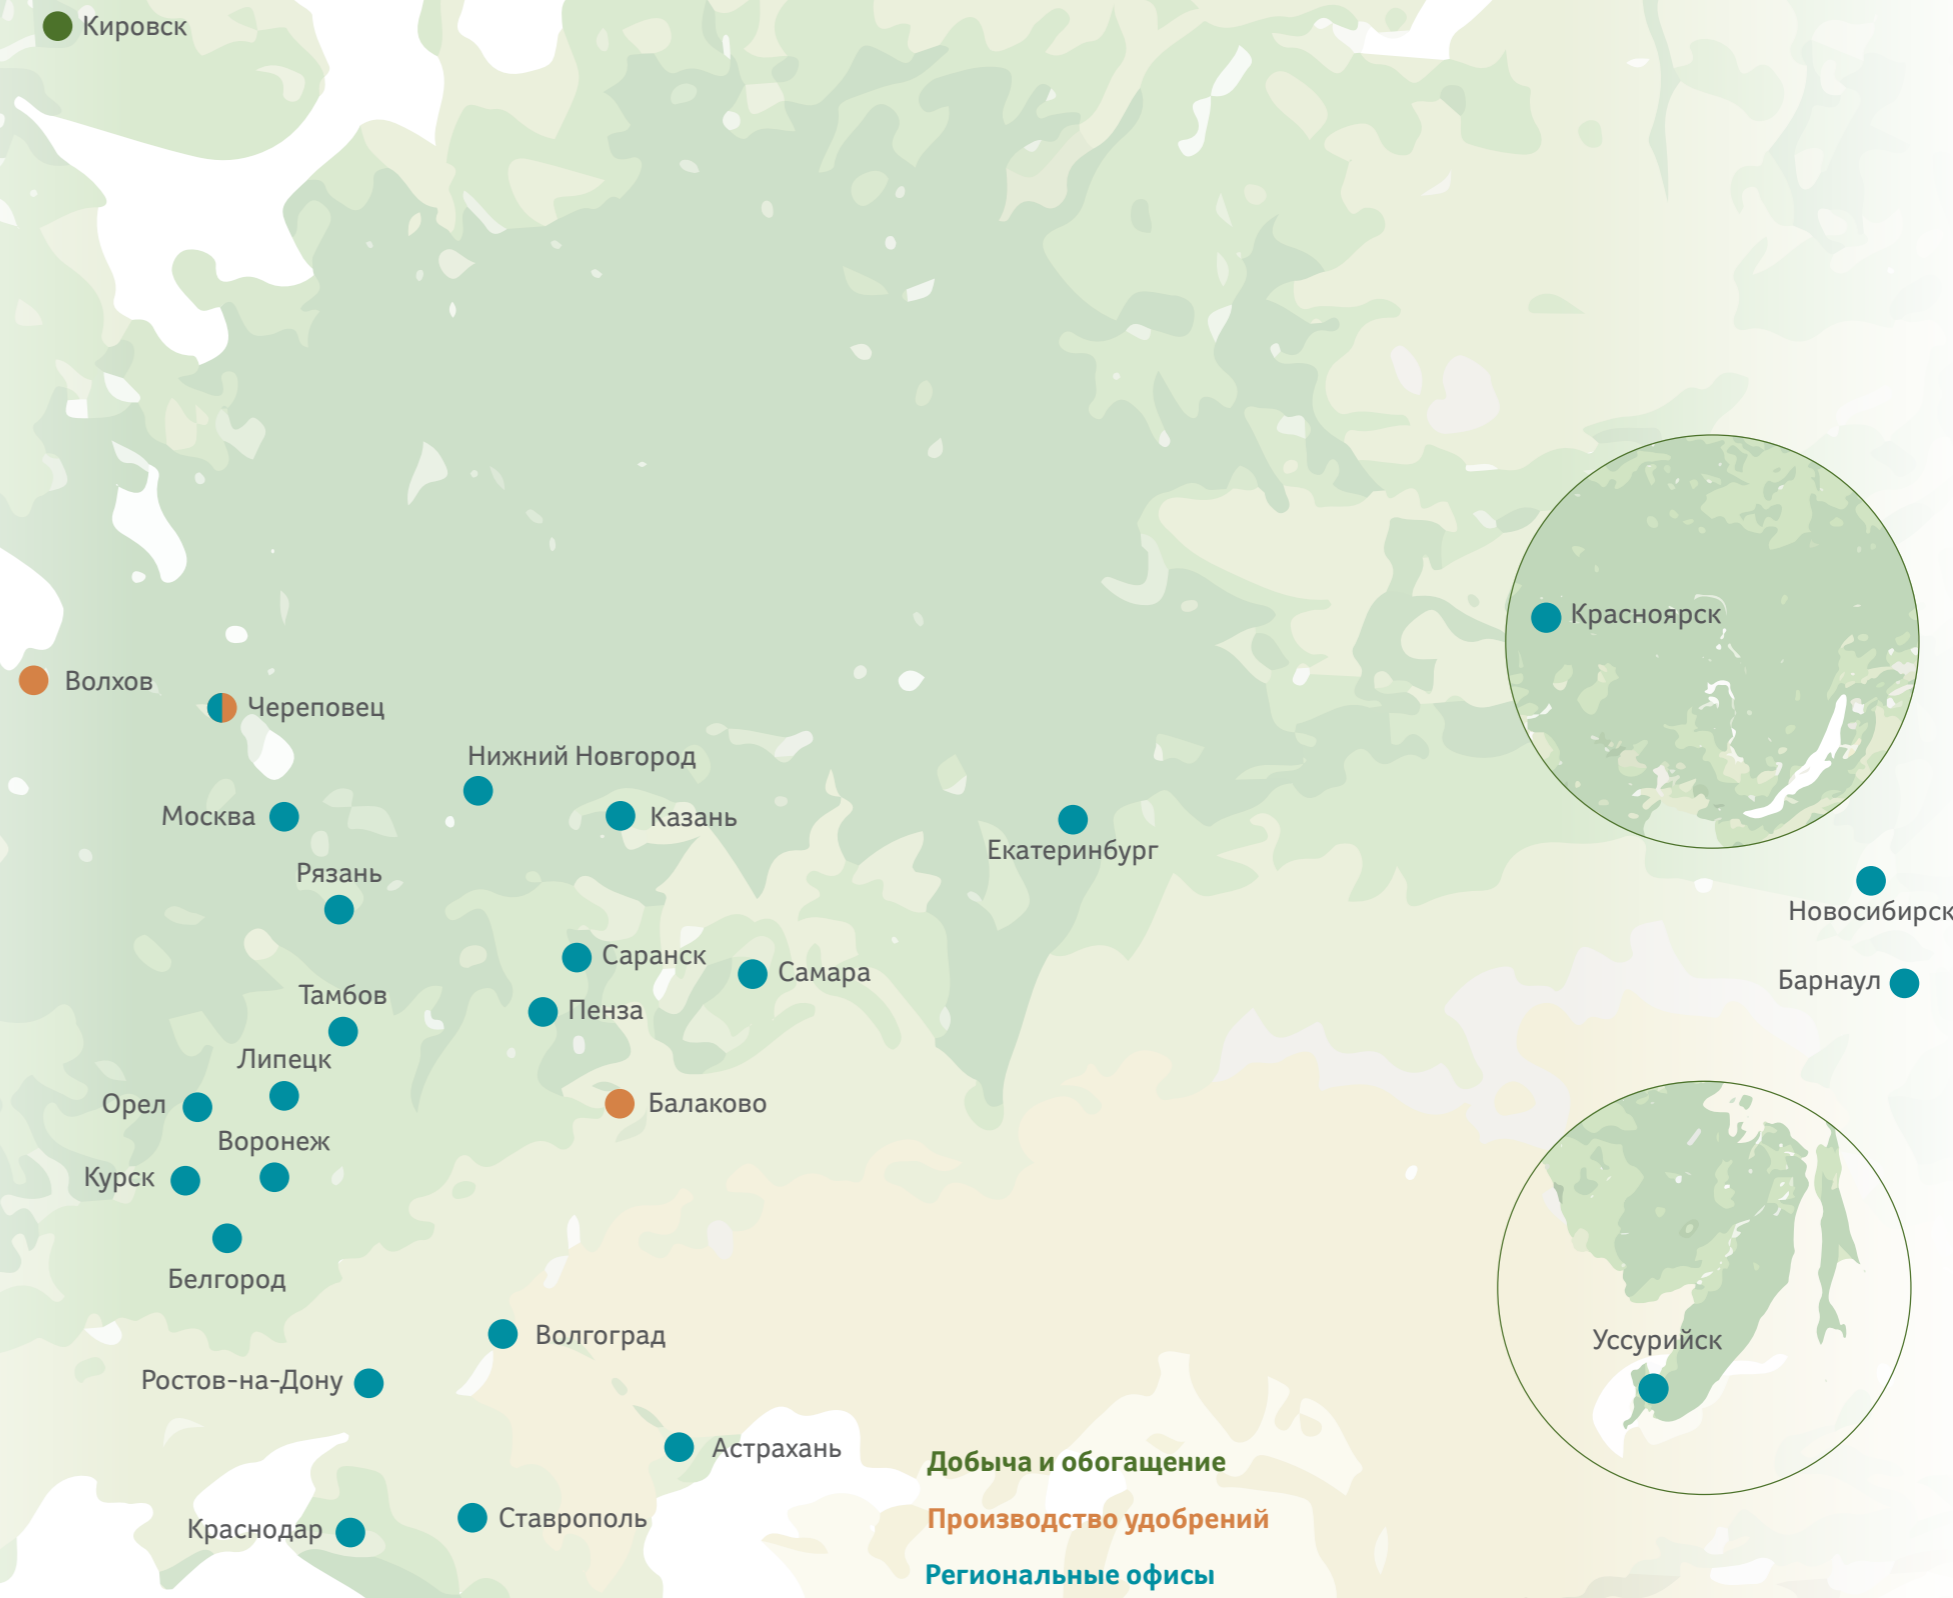 Кировск
Волхов
Череповец
Нижний Новгород
Москва
Казань
Екатеринбург
Рязань
Саранск
Самара
Тамбов
Пенза
Липецк
Орел
Балаково
Воронеж
Курск
Белгород
Волгоград
Ростов-на-Дону
Астрахань
Ставрополь
Краснодар
Красноярск
Новосибирск
Барнаул
Уссурийск
Добыча и обогащение
Производство удобрений
Региональные офисы